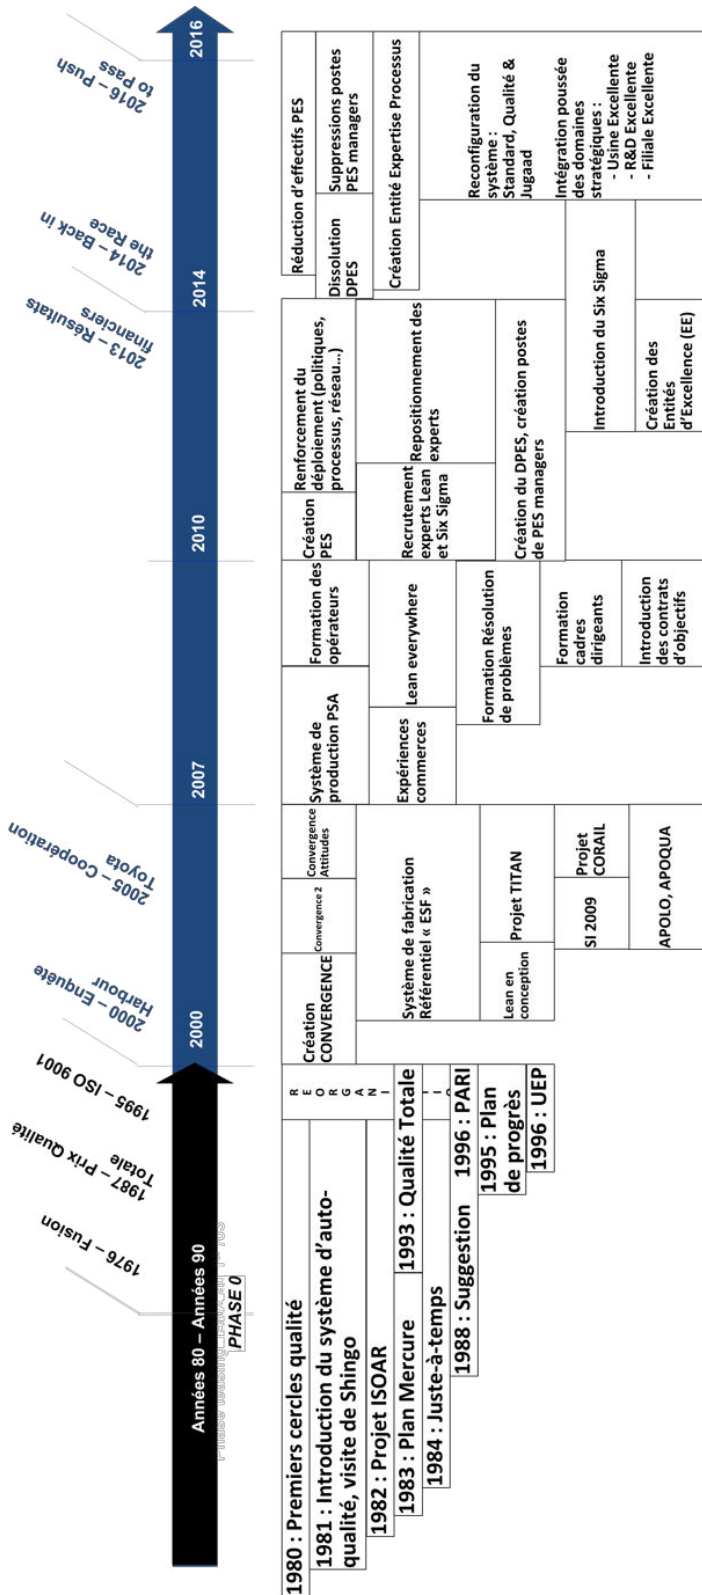 1976 – Fusion
1987 – Prix Qualité
Totale
1995 – ISO 9001
2000 – Enquête
Harbour
2005 – Coopération
Toyota
2013 – Résultats
financiers
2014 – Back in
the Race
2016 – Push
to Pass
Années 80 – Années 90
2000
2007
2010
2014
2016
PHASE 0
1980 : Premiers cercles qualité
1981 : Introduction du système d'auto-
qualité, visite de Shingo
1982 : Projet ISOAR
1983 : Plan Mercure
1993 : Qualité Totale
1984 : Juste-à-temps
1988 : Suggestion
1996 : PARI
1995 : Plan
de progrès
1996 : UEP
R E O R G A N I
Création
CONVERGENCE
Convergence 2
Convergence
Attitudes
Système de fabrication
Référentiel « ESF »
Lean en
conception
Projet TITAN
SI 2009
Projet
CORAIL
APOLO, APOQUA
Système de
production PSA
Formation des
opérateurs
Expériences
commerces
Lean everywhere
Formation Résolution
de problèmes
Formation
cadres
dirigeants
Introduction
des contrats
d'objectifs
Création
PES
Renforcement du
déploiement (politiques,
processus, réseau…)
Recrutement
experts Lean
et Six Sigma
Repositionnement des
experts
Création du DPES, création postes
de PES managers
Introduction du Six Sigma
Création des
Entités
d'Excellence (EE)
Réduction d'effectifs PES
Dissolution
DPES
Suppressions postes
PES managers
Création Entité Expertise Processus
Reconfiguration du
système :
Standard, Qualité &
Jugaad
Intégration poussée
des domaines
stratégiques :
- Usine Excellente
- R&D Excellente
- Filiale Excellente